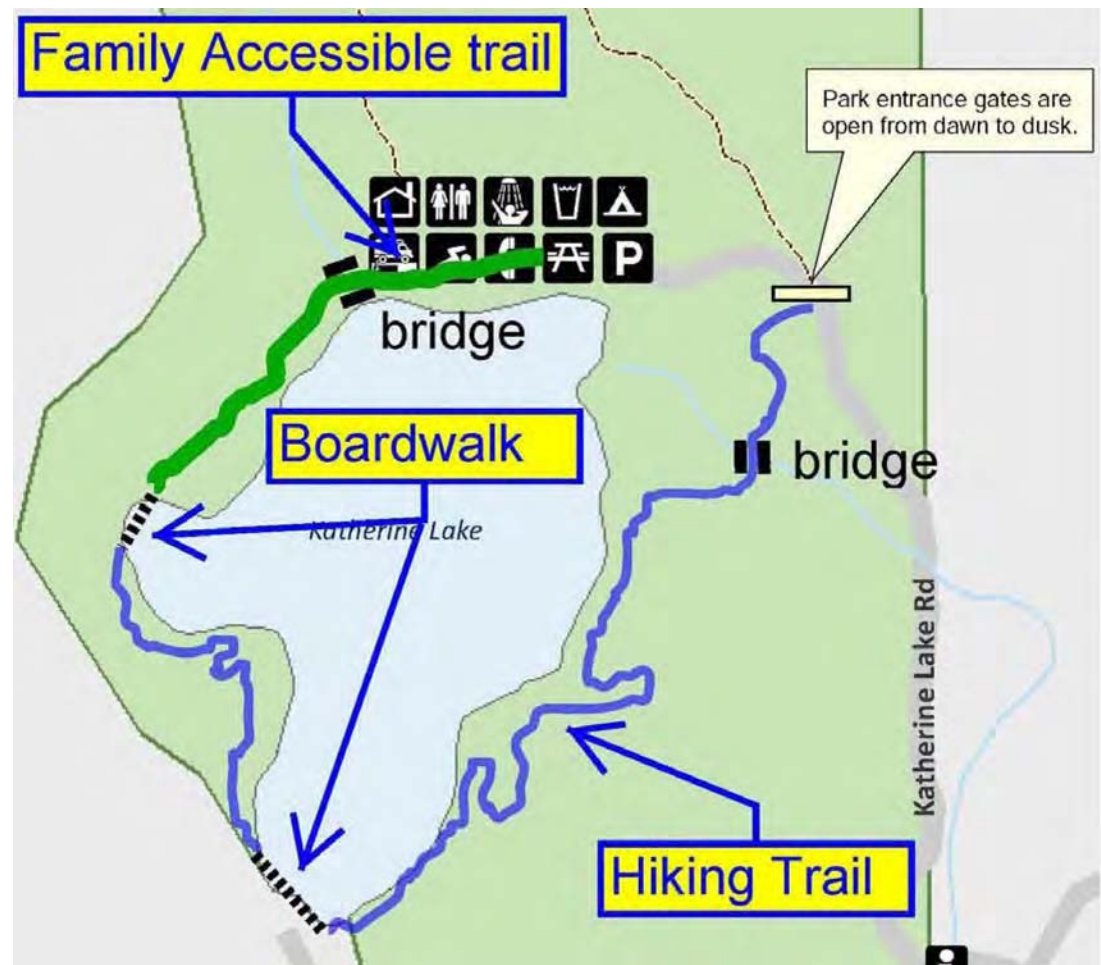 Family Accessible trail
Park entrance gates are
open from dawn to dusk.
P
bridge
Boardwalk
bridge
Katherine Lake
Katherine Lake Rd
Hiking Trail